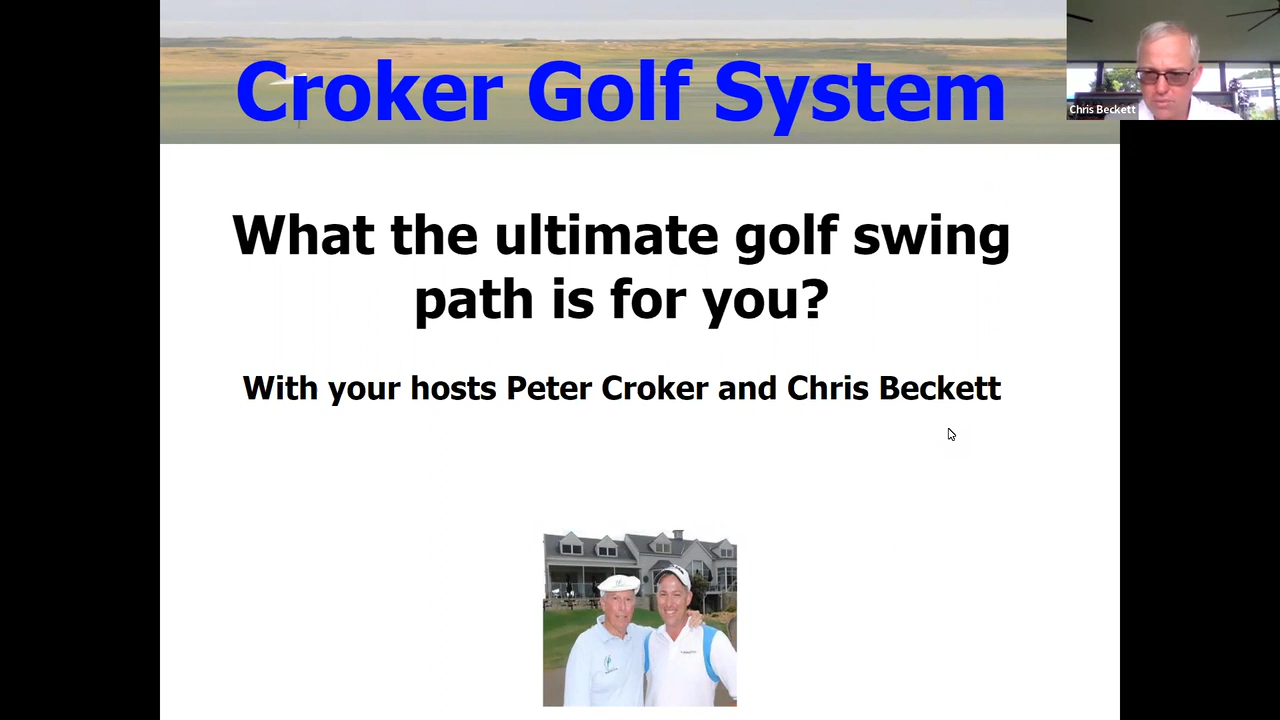 Croker Golf System
Chris Beckett
What the ultimate golf swing
path is for you?
With your hosts Peter Croker and Chris Beckett